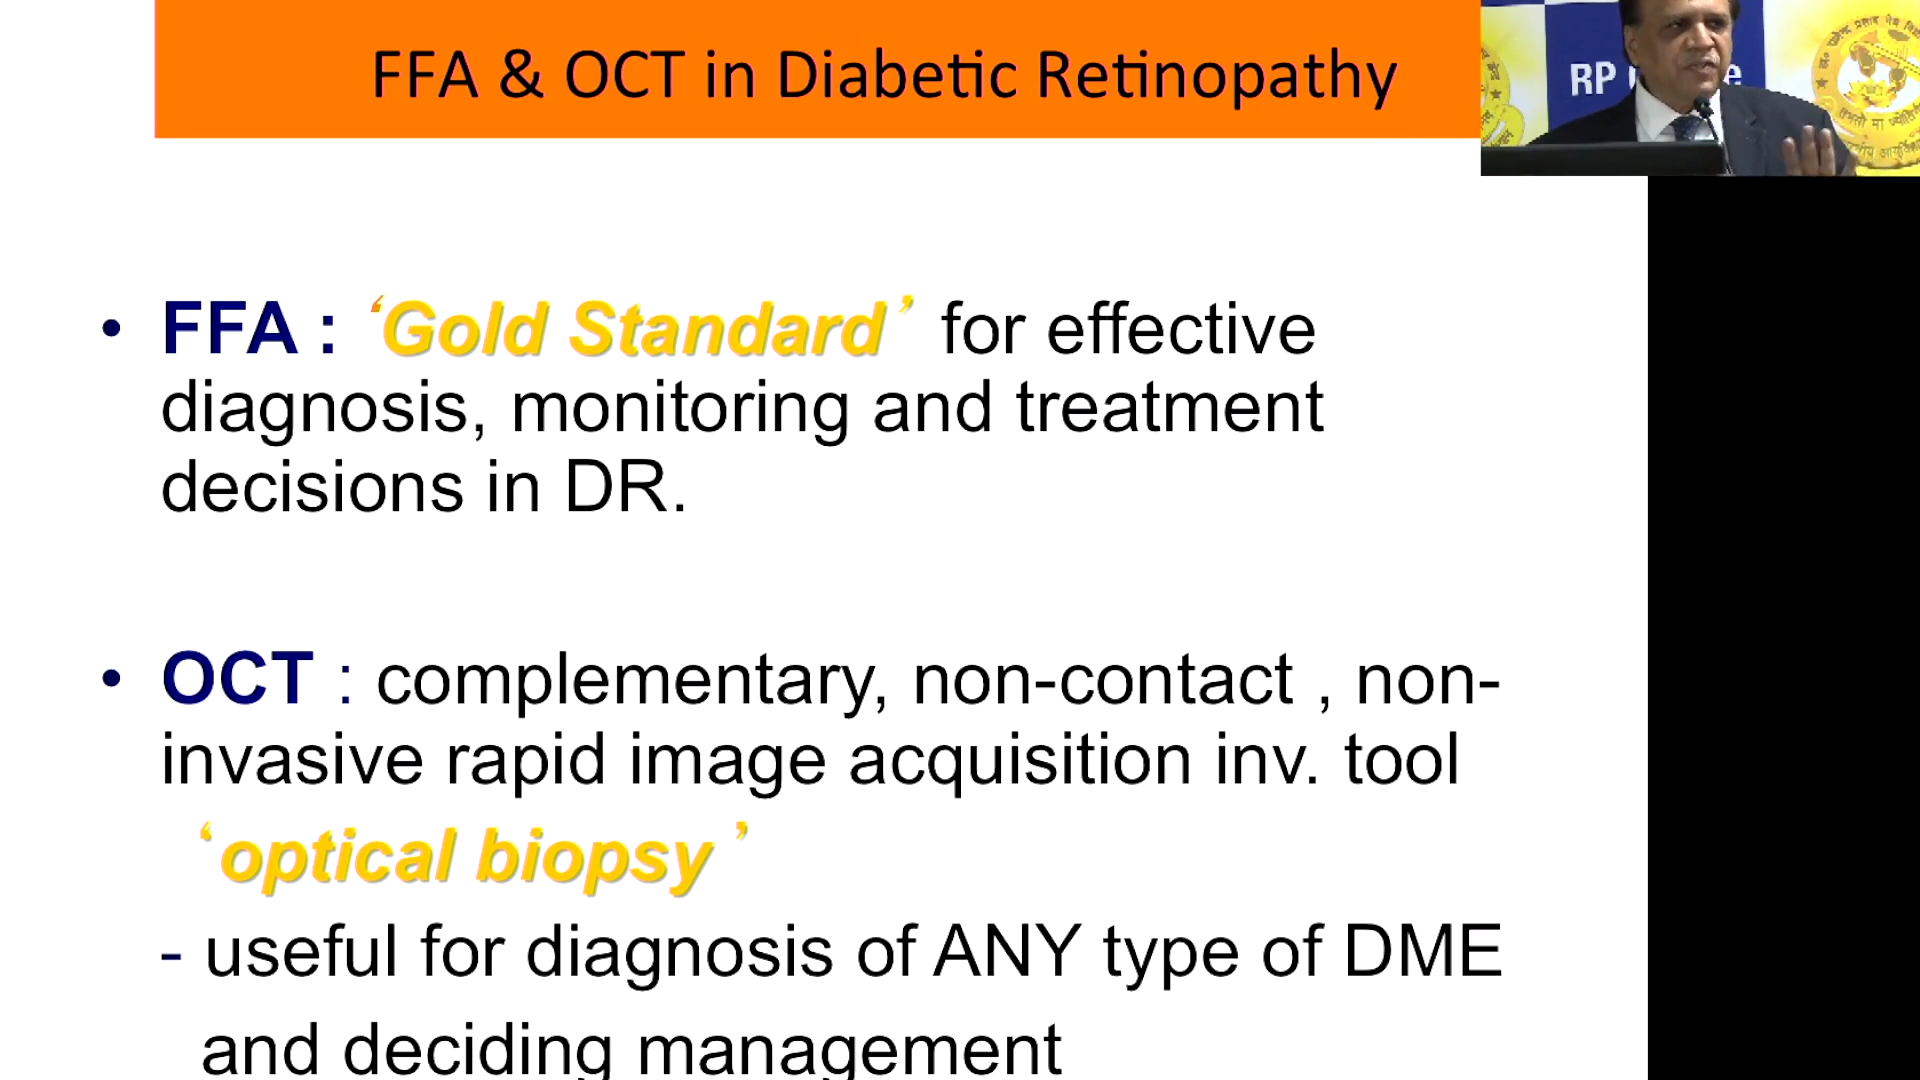 FFA & OCT in Diabetic Retinopathy
RP
• FFA : ‘Gold Standard’ for effective
diagnosis, monitoring and treatment
decisions in DR.
• OCT : complementary, non-contact , non-
invasive rapid image acquisition inv. tool
‘optical biopsy’
- useful for diagnosis of ANY type of DME
and deciding management